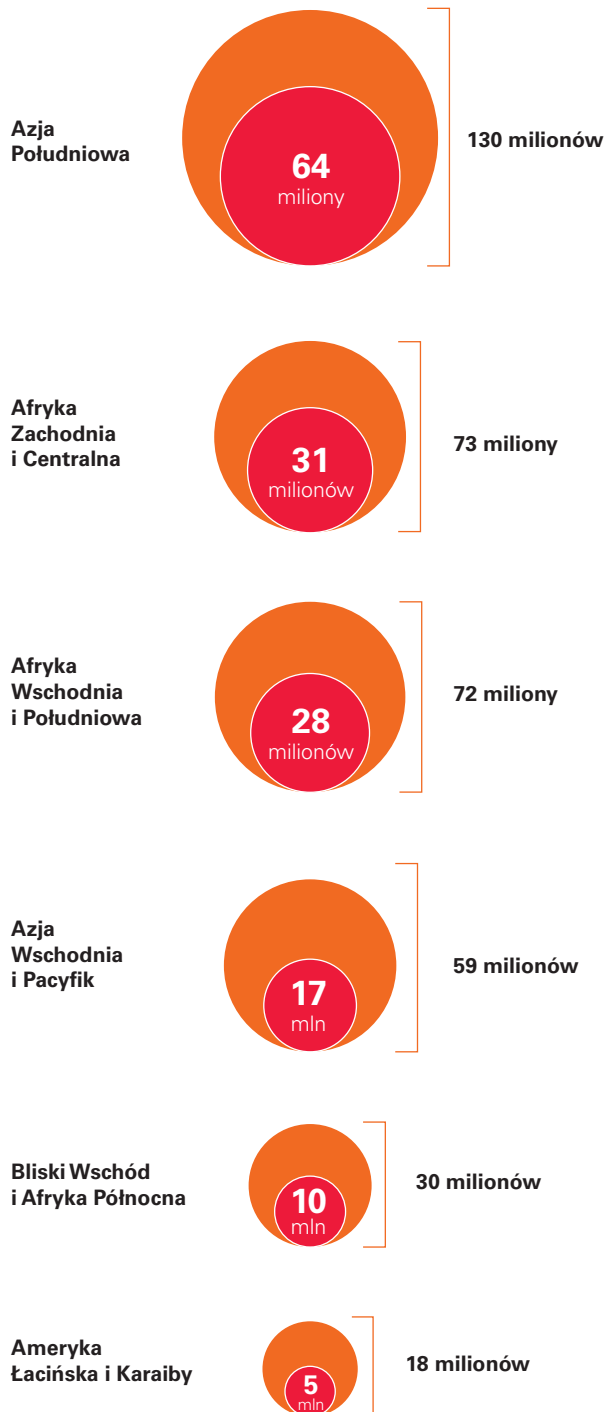 Azja
Południowa
64
miliony
130 milionów
Afryka
Zachodnia
i Centralna
31
milionów
73 miliony
Afryka
Wschodnia
i Południowa
28
milionów
72 miliony
Azja
Wschodnia
i Pacyfik
17
mln
59 milionów
Bliski Wschód
i Afryka Północna
10
mln
30 milionów
Ameryka
Łacińska i Karaiby
5
mln
18 milionów